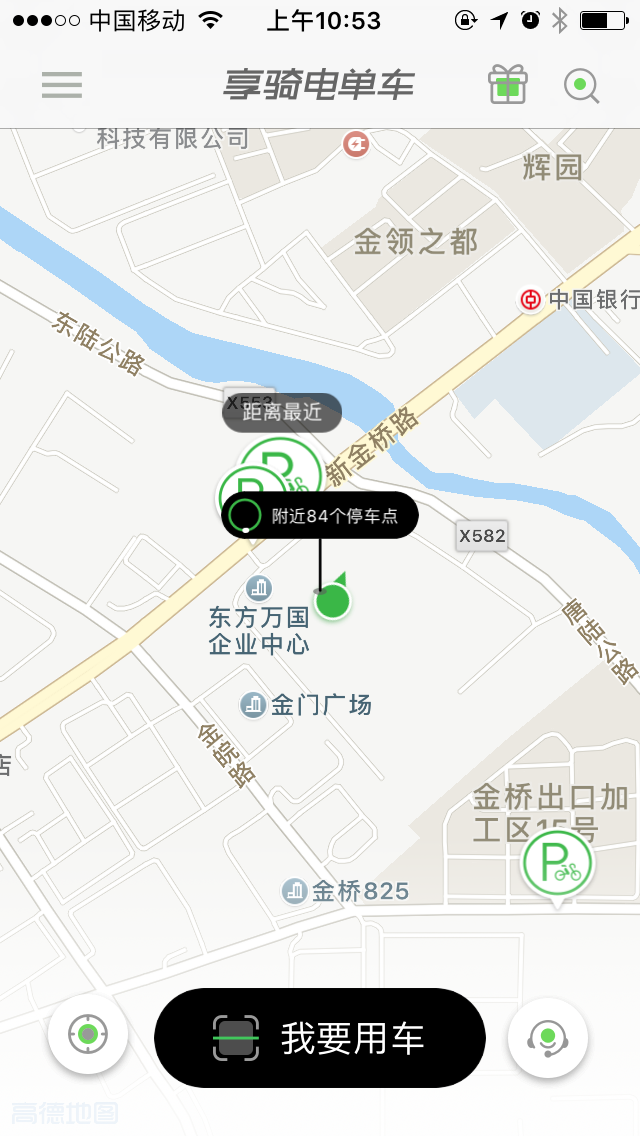 中国移动
上午10:53
享骑电单车
科技有限公司
辉园
金领之都
中国银行
东陆公路
X553
距离最近
新金桥路
P
P
附近84个停车点
X582
东方万国
企业中心
唐陆公路
金门广场
店
金皖路
金桥出口加
工区15号
P
金桥825
我要用车
高德地图